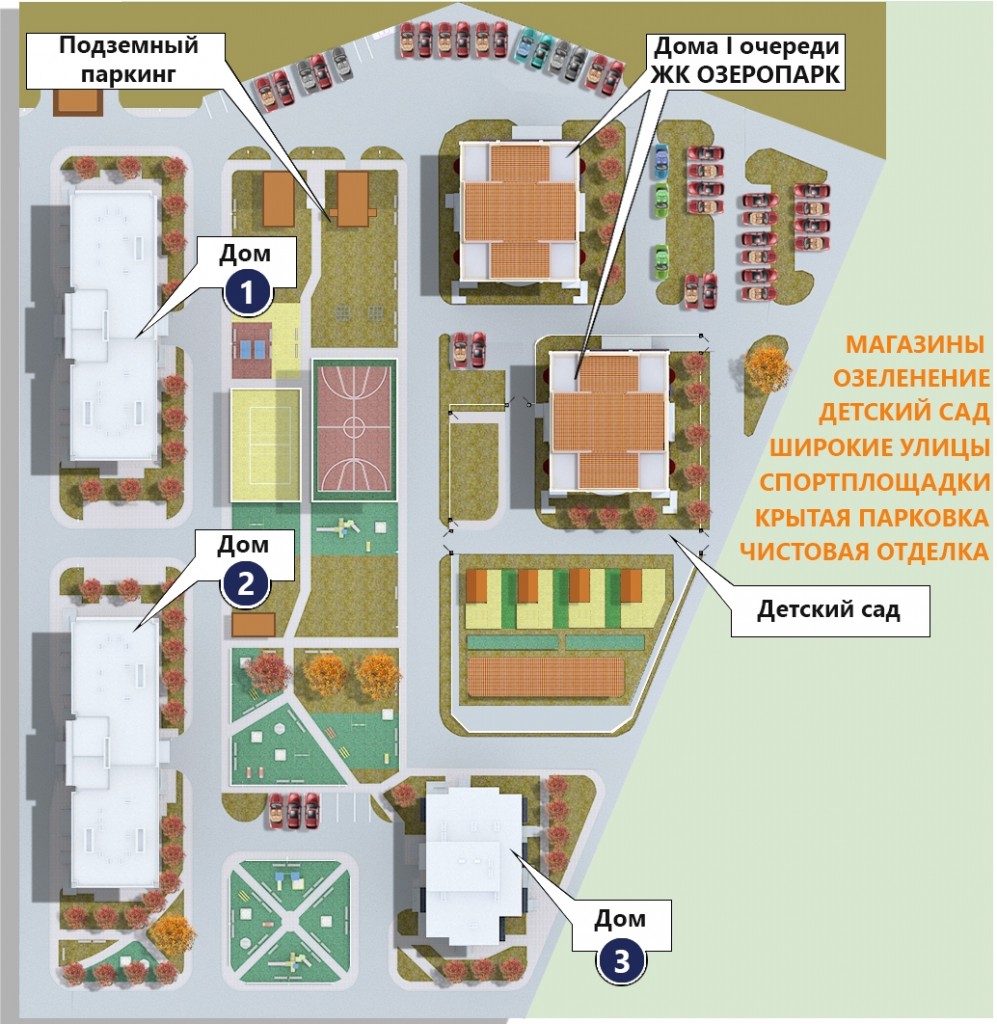 Подземный
паркинг
Дома I очереди
ЖК ОЗЕРОПАРК
Дом
1
МАГАЗИНЫ
ОЗЕЛЕНЕНИЕ
ДЕТСКИЙ САД
ШИРОКИЕ УЛИЦЫ
СПОРТПЛОЩАДКИ
КРЫТАЯ ПАРКОВКА
ЧИСТОВАЯ ОТДЕЛКА
Дом
2
Детский сад
Дом
3